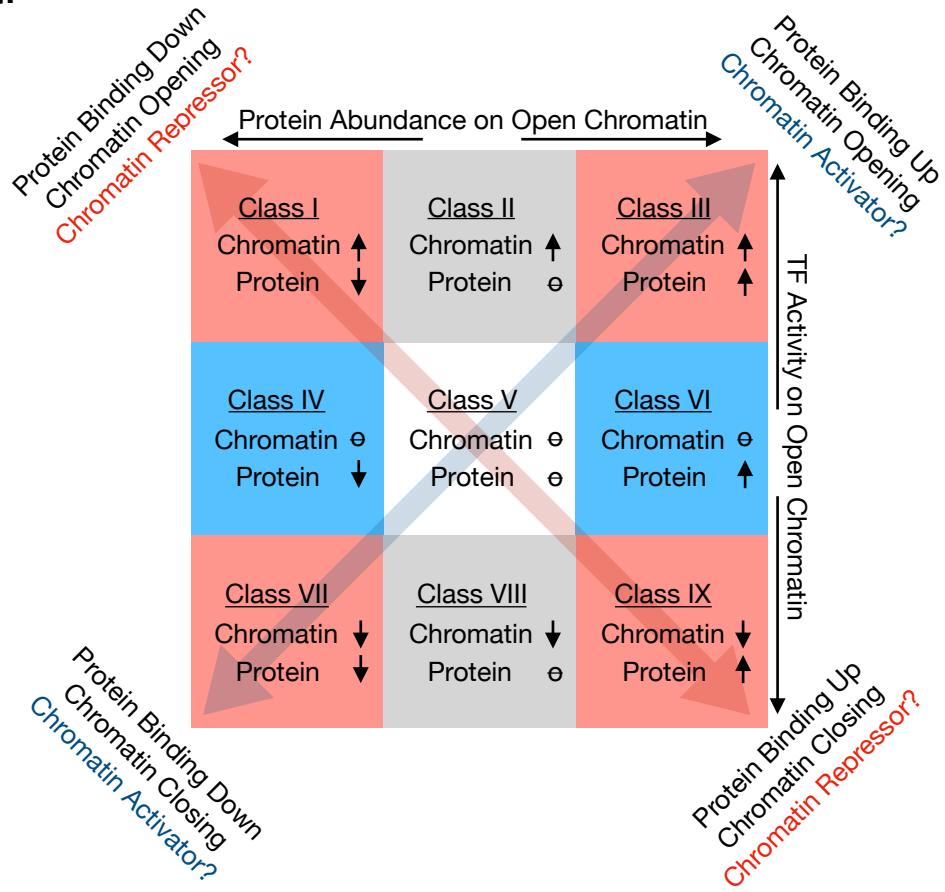 Protein Binding Down
Chromatin Opening
Chromatin Repressor?
Protein Binding Up
Chromatin Opening
Chromatin Activator?
Protein Abundance on Open Chromatin
Class I
Chromatin ↑
Protein ↓
Class II
Chromatin ↑
Protein ⊖
Class III
Chromatin ↑
Protein ↑
TF Activity on Open Chromatin
Class IV
Chromatin ⊖
Protein ↓
Class V
Chromatin ⊖
Protein ⊖
Class VI
Chromatin ⊖
Protein ↑
Class VII
Chromatin ↓
Protein ↓
Class VIII
Chromatin ↓
Protein ⊖
Class IX
Chromatin ↓
Protein ↑
Protein Binding Down
Chromatin Closing
Chromatin Activator?
Protein Binding Up
Chromatin Closing
Chromatin Repressor?